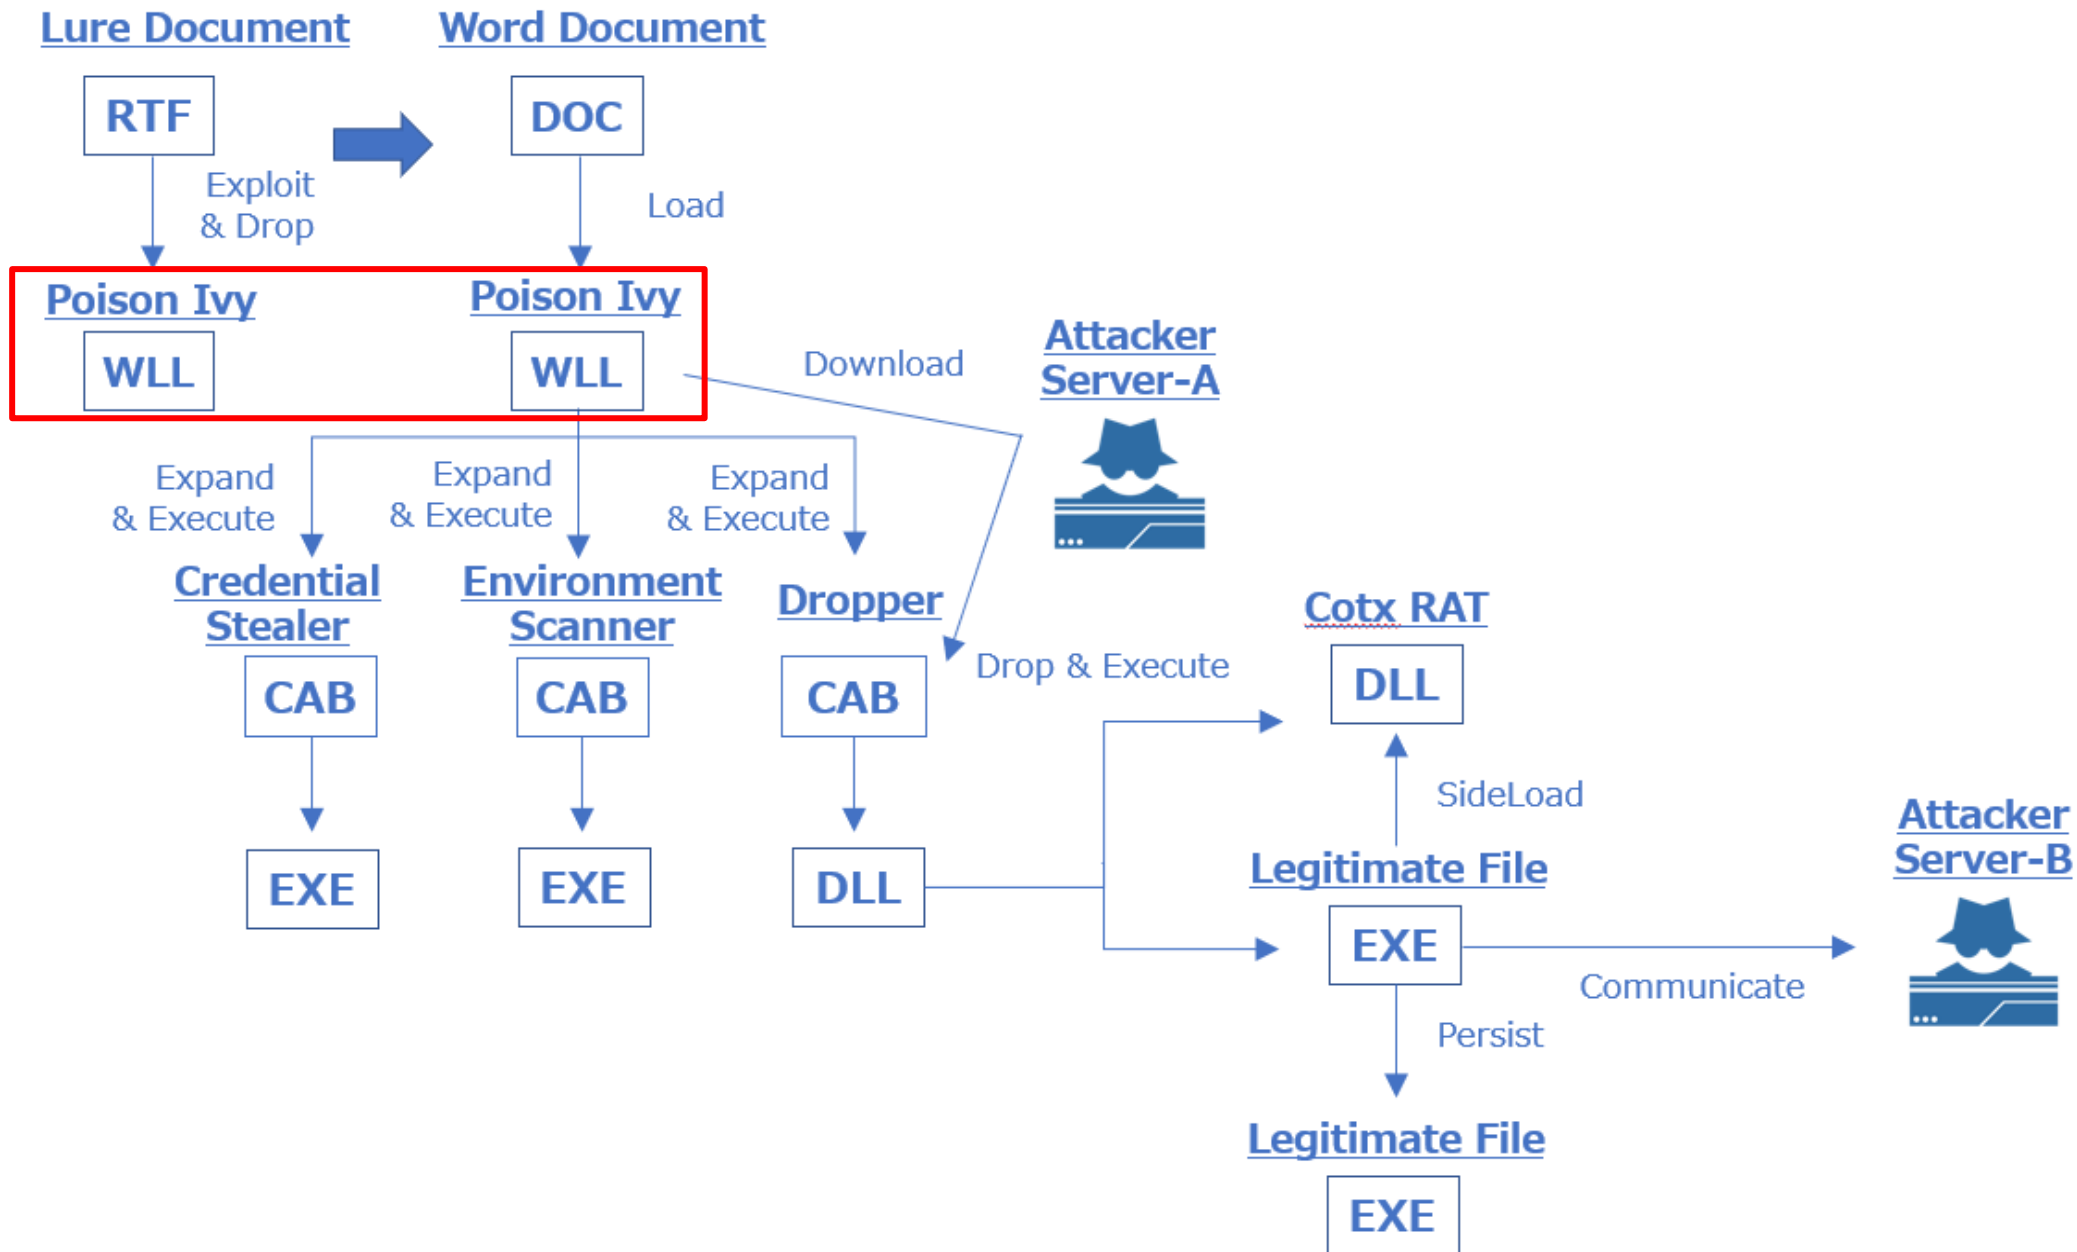 Lure Document
Word Document
RTF
DOC
Exploit
& Drop
Load
Poison Ivy
Poison Ivy
WLL
WLL
Download
Attacker
Server-A
Expand
& Execute
Expand
& Execute
Expand
& Execute
Credential
Stealer
Environment
Scanner
Dropper
CAB
CAB
CAB
Drop & Execute
Cotx RAT
DLL
SideLoad
EXE
EXE
DLL
Legitimate File
EXE
Communicate
Attacker
Server-B
Persist
Legitimate File
EXE